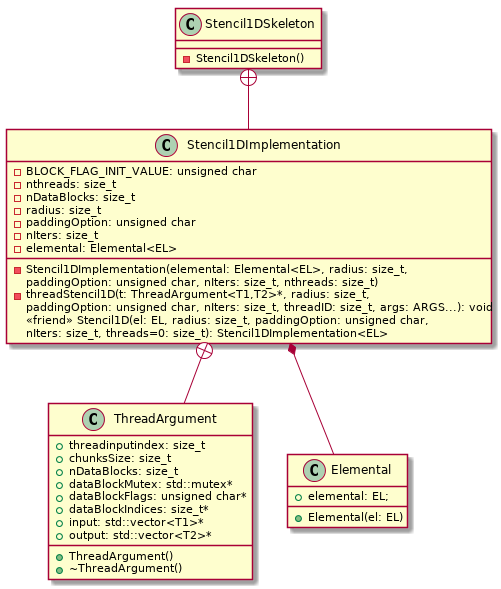 C Stencil1DSkeleton
Stencil1DSkeleton()
C Stencil1DImplementation
BLOCK_FLAG_INIT_VALUE: unsigned char
nthreads: size_t
nDataBlocks: size_t
radius: size_t
paddingOption: unsigned char
nIters: size_t
elemental: Elemental<EL>
Stencil1DImplementation(elemental: Elemental<EL>, radius: size_t,
paddingOption: unsigned char, nIters: size_t, nthreads: size_t)
threadStencil1D(t: ThreadArgument<T1,T2>*, radius: size_t,
paddingOption: unsigned char, nIters: size_t, threadID: size_t, args: ARGS...): void
«friend» Stencil1D(el: EL, radius: size_t, paddingOption: unsigned char,
nIters: size_t, threads=0: size_t): Stencil1DImplementation<EL>
C ThreadArgument
threadinputindex: size_t
chunksSize: size_t
nDataBlocks: size_t
dataBlockMutex: std::mutex*
dataBlockFlags: unsigned char*
dataBlockIndices: size_t*
input: std::vector<T1>*
output: std::vector<T2>*
ThreadArgument()
~ThreadArgument()
C Elemental
elemental: EL;
Elemental(el: EL)